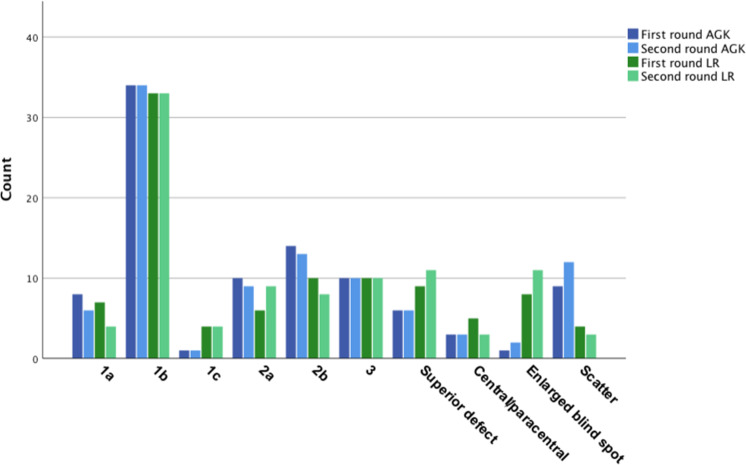 First round AGK
Second round AGK
First round LR
Second round LR
Count
40
30
20
10
0
1a
1b
1c
2a
2b
3
Superior defect
Central/paracentral
Enlarged blind spot
Scatter